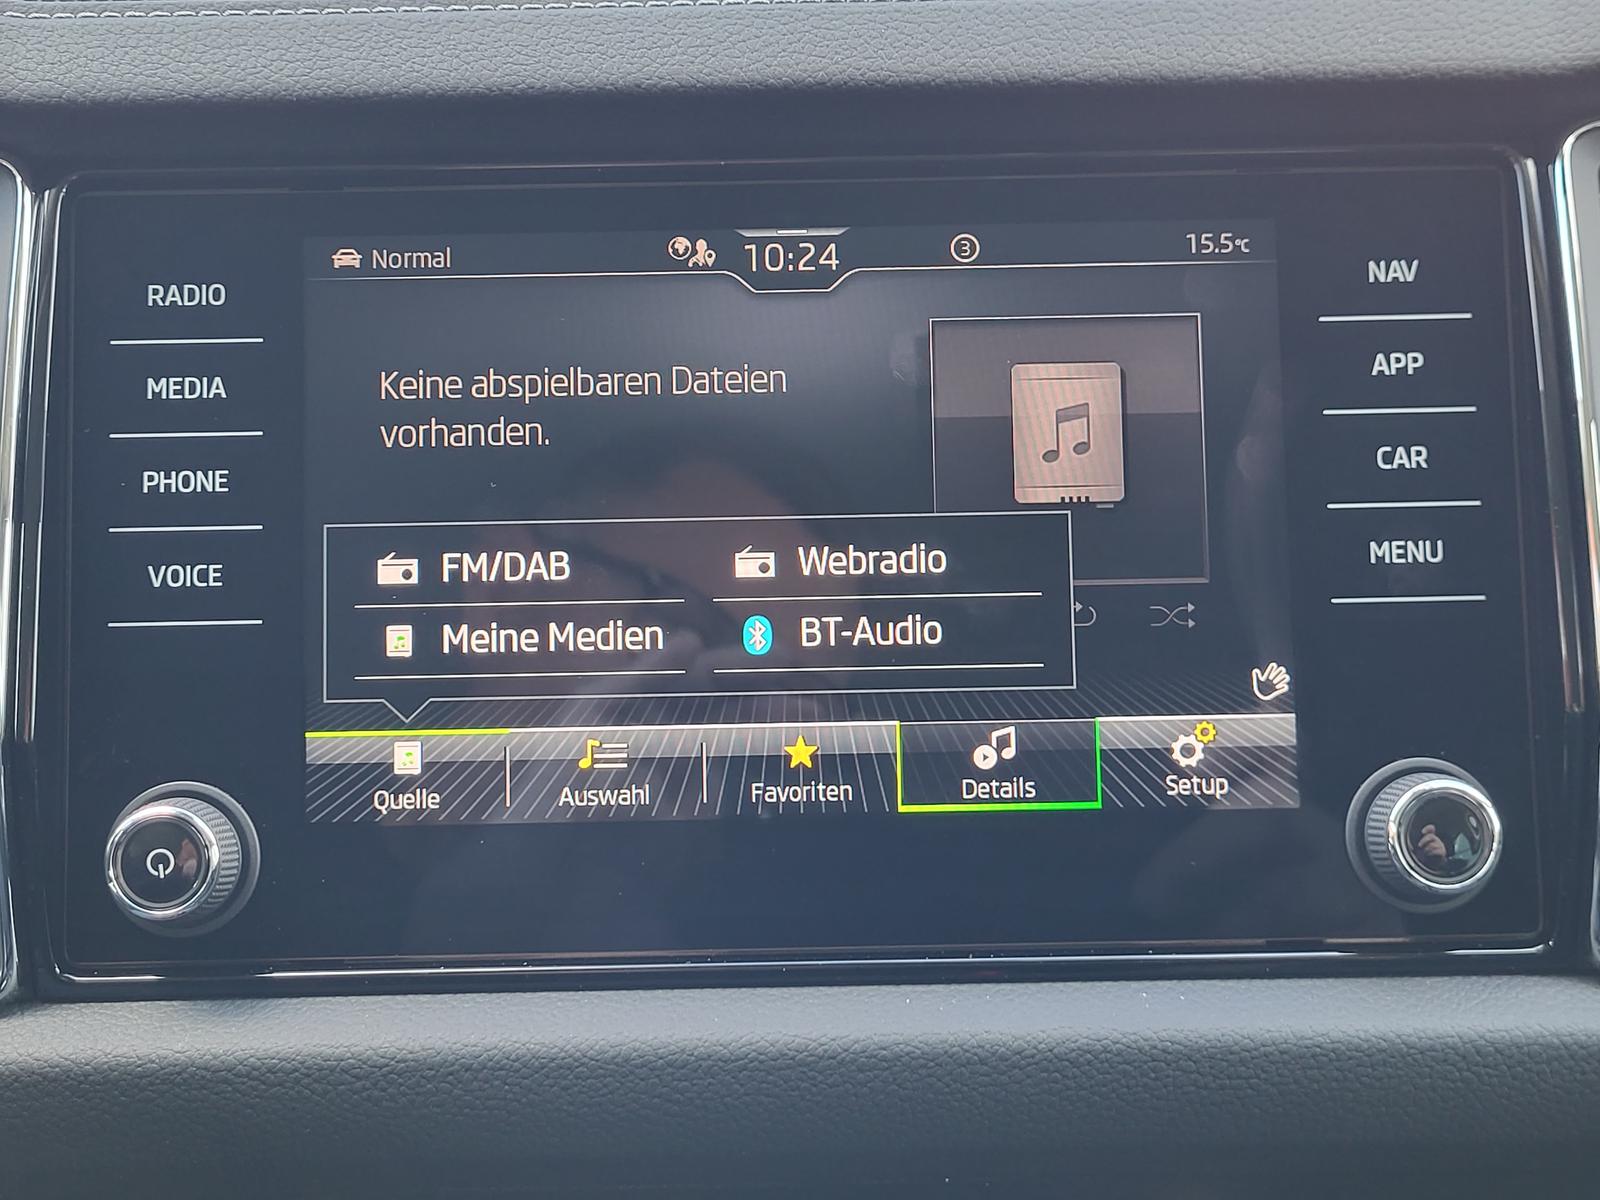 Normal
10:24
3
15.5°C
RADIO
MEDIA
PHONE
VOICE
NAV
APP
CAR
MENU
Keine abspielbaren Dateien
vorhanden.
FM/DAB
Webradio
Meine Medien
BT-Audio
Quelle
Auswahl
Favoriten
Details
Setup